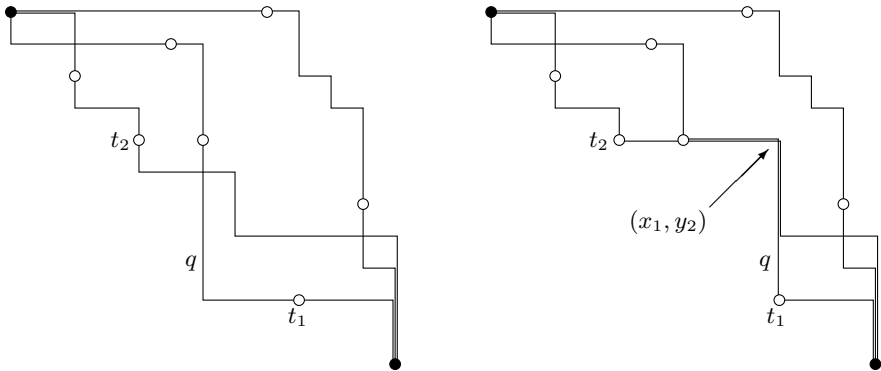 t₂
q
t₁
t₂
(x₁, y₂)
q
t₁